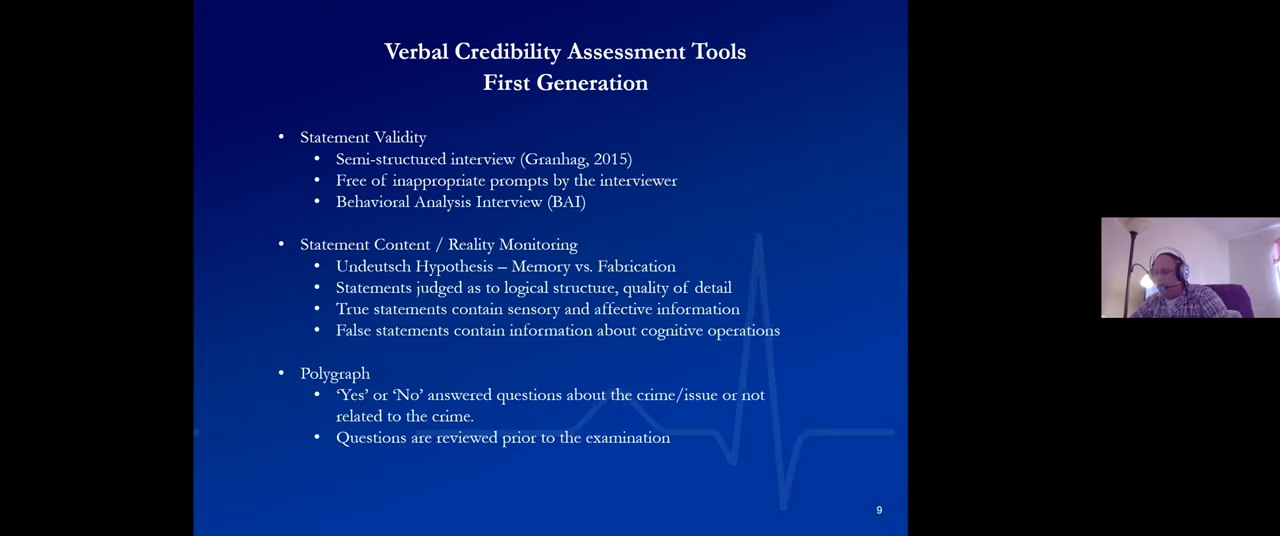 Verbal Credibility Assessment Tools
First Generation
• Statement Validity
• Semi-structured interview (Granhag, 2015)
• Free of inappropriate prompts by the interviewer
• Behavioral Analysis Interview (BAI)
• Statement Content / Reality Monitoring
• Undeutsch Hypothesis – Memory vs. Fabrication
• Statements judged as to logical structure, quality of detail
• True statements contain sensory and affective information
• False statements contain information about cognitive operations
• Polygraph
• ‘Yes’ or ‘No’ answered questions about the crime/issue or not
related to the crime.
• Questions are reviewed prior to the examination
9